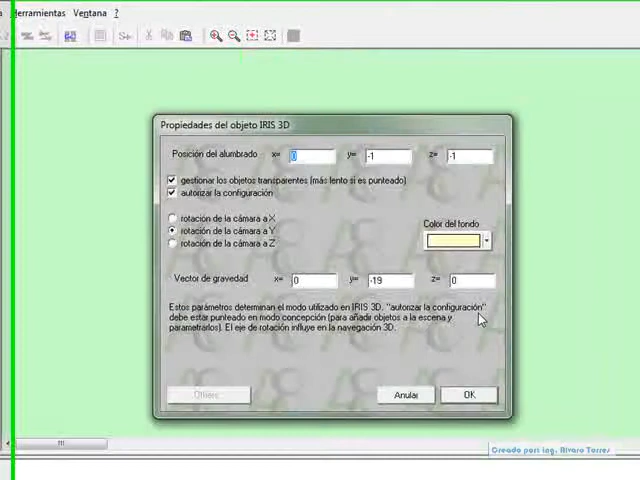 Herramientas Ventana ?
Propiedades del objeto IRIS 3D
Posición del alumbrado x= 0 y= -1 z= -1
gestionar los objetos transparentes (más lento si es punteado)
autorizar la configuración
rotación de la cámara a X
rotación de la cámara a Y
rotación de la cámara a Z
Color del fondo
Vector de gravedad x= 0 y= -19 z= 0
Estos parámetros determinan el modo utilizado en IRIS 3D. "autorizar la configuración"
debe estar punteado en modo concepción (para añadir objetos a la escena y
parametrarlos). El eje de rotación influye en la navegación 3D.
Others
Anular OK
Creado por: Ing. Alvaro Torres